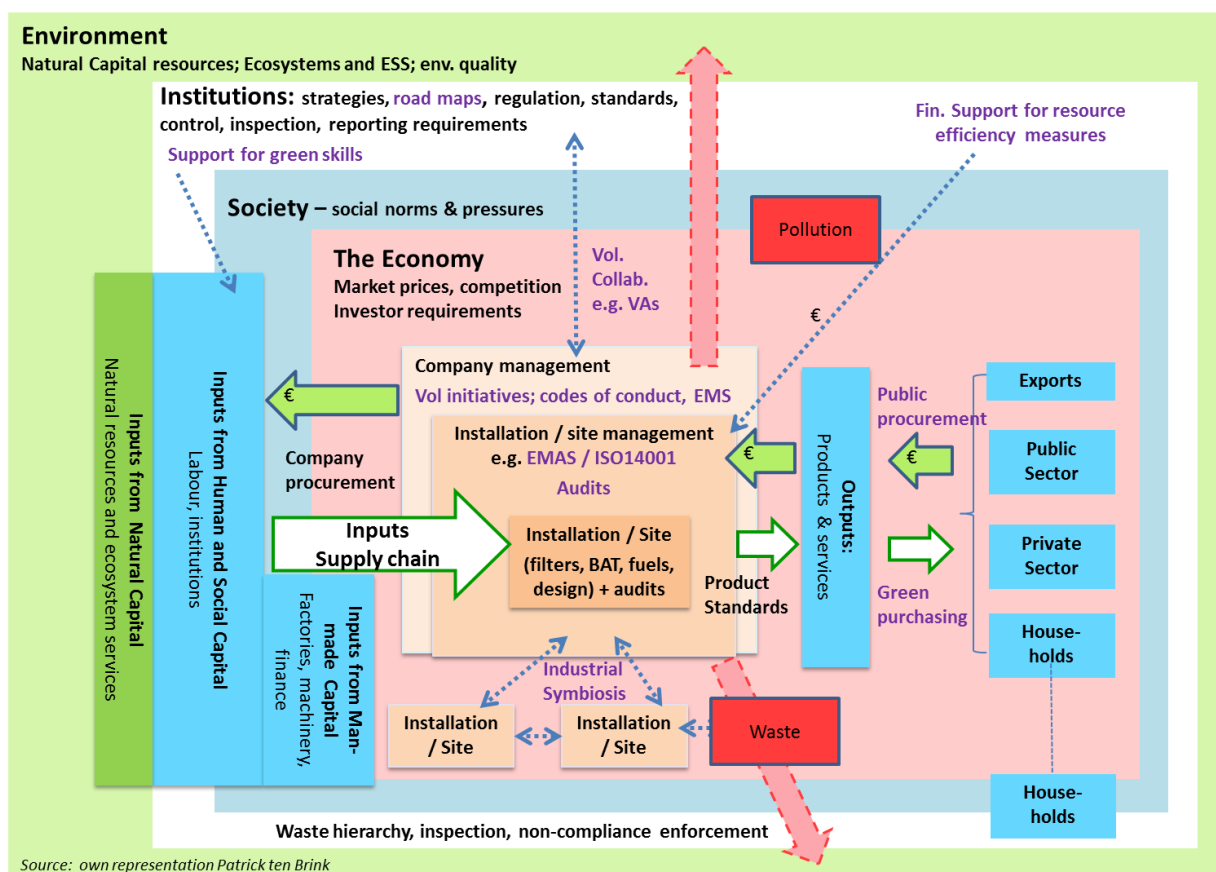 Environment
Natural Capital resources; Ecosystems and ESS; env. quality
Institutions: strategies, road maps, regulation, standards,
control, inspection, reporting requirements
Support for green skills
Fin. Support for resource
efficiency measures
Society – social norms & pressures
Pollution
The Economy
Market prices, competition
Investor requirements
Vol.
Collab.
e.g. VAs
€
Company management
Vol initiatives; codes of conduct, EMS
Installation / site management
e.g. EMAS / ISO14001
Audits
Installation / Site
(filters, BAT, fuels,
design) + audits
€
Company
procurement
Inputs
Supply chain
Inputs from Natural Capital
Natural resources and ecosystem services
Inputs from Human and Social Capital
Labour, institutions
Inputs from Man-
made Capital
Factories, machinery,
finance
€
Product
Standards
Outputs:
Products & services
Public
procurement
€
Green
purchasing
Exports
Public
Sector
Private
Sector
House-
holds
Industrial
Symbiosis
Installation
/ Site
Installation
/ Site
Waste
House-
holds
Waste hierarchy, inspection, non-compliance enforcement
Source: own representation Patrick ten Brink